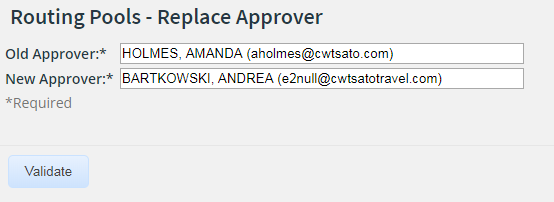 Routing Pools - Replace Approver
Old Approver:* HOLMES, AMANDA (aholmes@cwtsato.com)
New Approver:* BARTKOWSKI, ANDREA (e2null@cwtsatotravel.com)
*Required
Validate